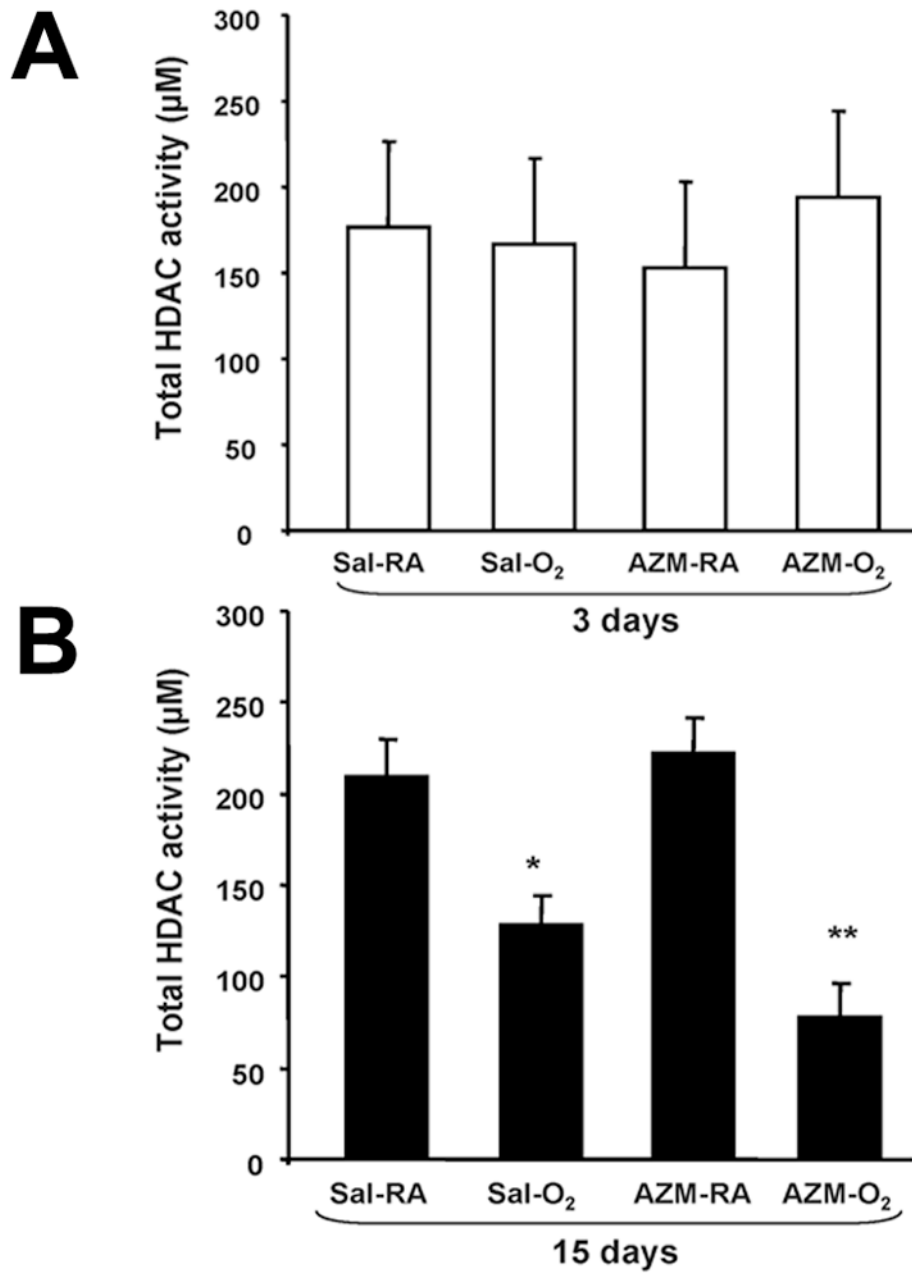 A
Total HDAC activity (µM)
300
250
200
150
100
50
0
Sal-RA Sal-O₂ AZM-RA AZM-O₂
3 days
B
Total HDAC activity (µM)
300
250
200
150
100
50
0
*
**
Sal-RA Sal-O₂ AZM-RA AZM-O₂
15 days